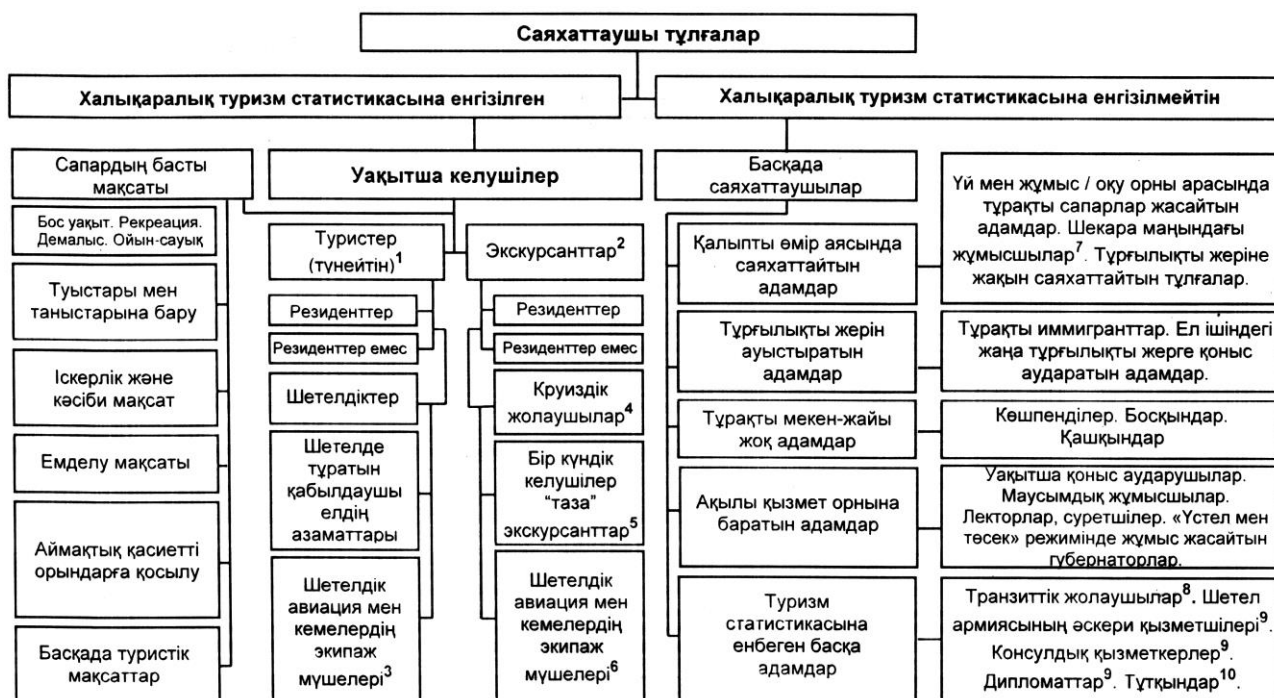 Саяхаттаушы тұлғалар
Халықаралық туризм статистикасына енгізілген
Халықаралық туризм статистикасына енгізілмейтін
Сапардың басты
мақсаты
Бос уақыт. Рекреация.
Демалыс. Ойын-сауық
Туыстары мен
таныстарына бару
Іскерлік және
кәсіби мақсат
Емделу мақсаты
Аймақтық қасиетті
орындарға қосылу
Басқада туристік
мақсаттар
Уақытша келушілер
Туристер
(түнейтін)1
Резиденттер
Резиденттер емес
Шетелдіктер
Шетелде
тұратын
қабылдаушы
елдің
азаматтары
Шетелдік
авиация мен
кемелердің
экипаж
мүшелері3
Экскурсанттар2
Резиденттер
Резиденттер емес
Круиздік
жолаушылар4
Бір күндік
келушілер
“таза”
экскурсанттар5
Шетелдік
авиация мен
кемелердің
экипаж
мүшелері6
Басқада
саяхаттаушылар
Қалыпты өмір аясында
саяхаттайтын
адамдар
Үй мен жұмыс / оқу орны арасында
тұрақты сапарлар жасайтын
адамдар. Шекара маңындағы
жұмысшылар7. Тұрғылықты жеріне
жақын саяхаттайтын тұлғалар.
Тұрғылықты жерін
ауыстыратын
адамдар
Тұрақты иммигранттар. Ел ішіндегі
жаңа тұрғылықты жерге қоныс
аударатын адамдар.
Тұрақты мекен-жайы
жоқ адамдар
Көшпенділер. Босқындар.
Қашқындар
Ақылы қызмет орнына
баратын адамдар
Уақытша қоныс аударушылар.
Маусымдық жұмысшылар.
Лекторлар, суретшілер. «Үстел мен
төсек» режимінде жұмыс жасайтын
губернаторлар.
Туризм
статистикасына
енбеген басқа
адамдар
Транзиттік жолаушылар8. Шетел
армиясының әскери қызметшілері9.
Консулдық қызметкерлер9.
Дипломаттар9. Тұтқындар10.